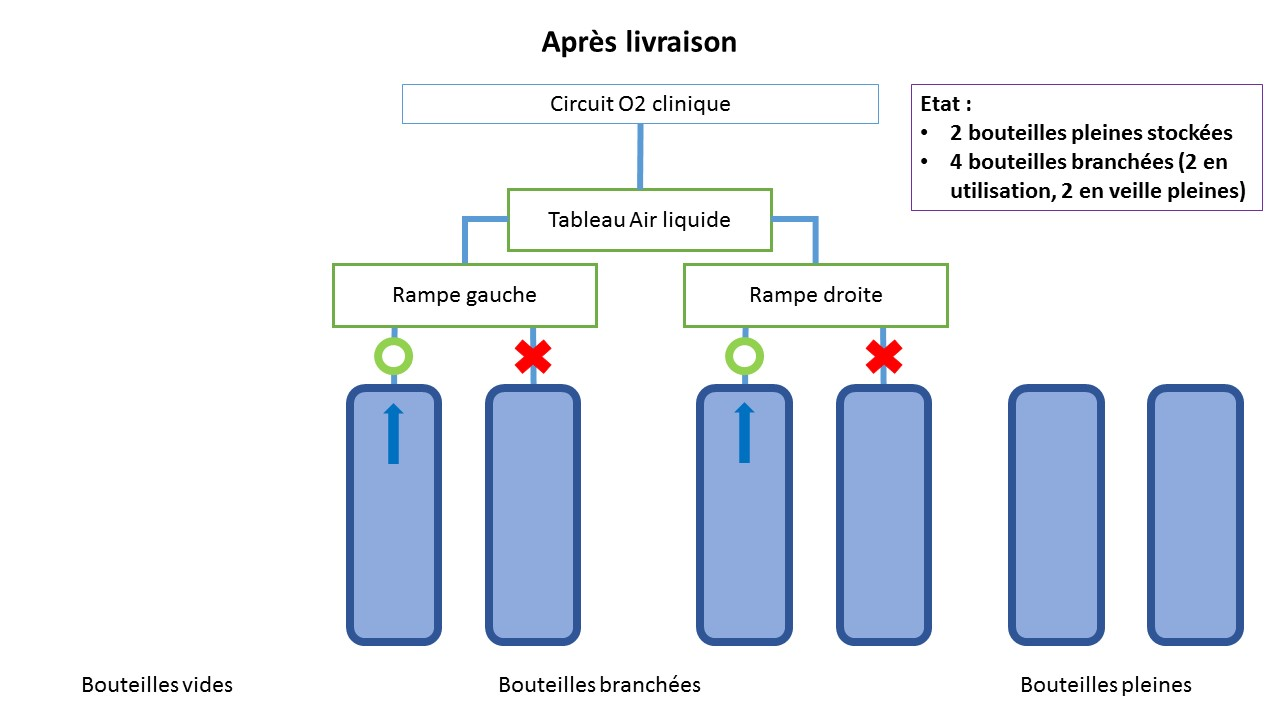 Après livraison
Circuit O2 clinique
Etat :
• 2 bouteilles pleines stockées
• 4 bouteilles branchées (2 en
utilisation, 2 en veille pleines)
Tableau Air liquide
Rampe gauche
Rampe droite
Bouteilles vides
Bouteilles branchées
Bouteilles pleines